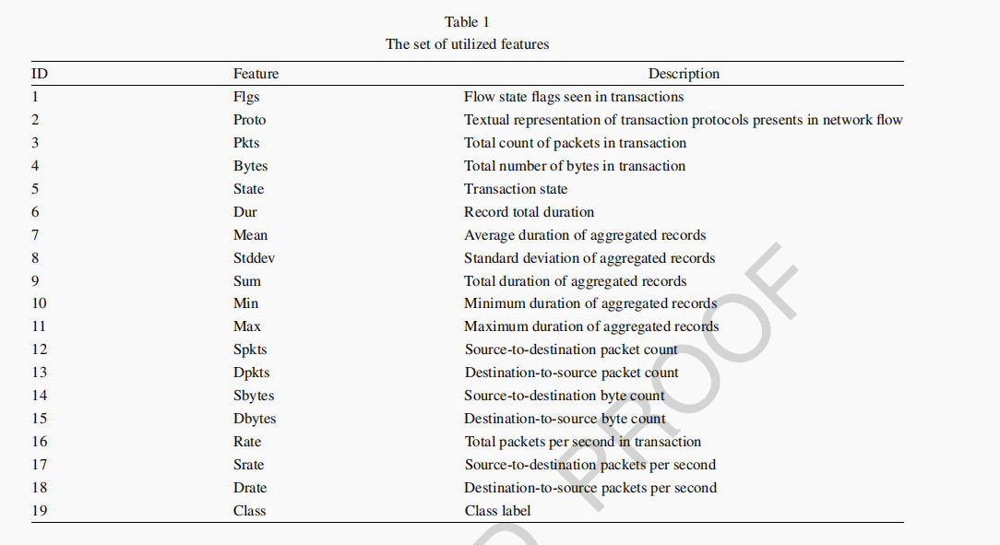 Table 1
The set of utilized features
ID Feature Description
1 Flgs Flow state flags seen in transactions
2 Proto Textual representation of transaction protocols presents in network flow
3 Pkts Total count of packets in transaction
4 Bytes Total number of bytes in transaction
5 State Transaction state
6 Dur Record total duration
7 Mean Average duration of aggregated records
8 Stddev Standard deviation of aggregated records
9 Sum Total duration of aggregated records
10 Min Minimum duration of aggregated records
11 Max Maximum duration of aggregated records
12 Spkts Source-to-destination packet count
13 Dpkts Destination-to-source packet count
14 Sbytes Source-to-destination byte count
15 Dbytes Destination-to-source byte count
16 Rate Total packets per second in transaction
17 Srate Source-to-destination packets per second
18 Drate Destination-to-source packets per second
19 Class Class label
PROOF